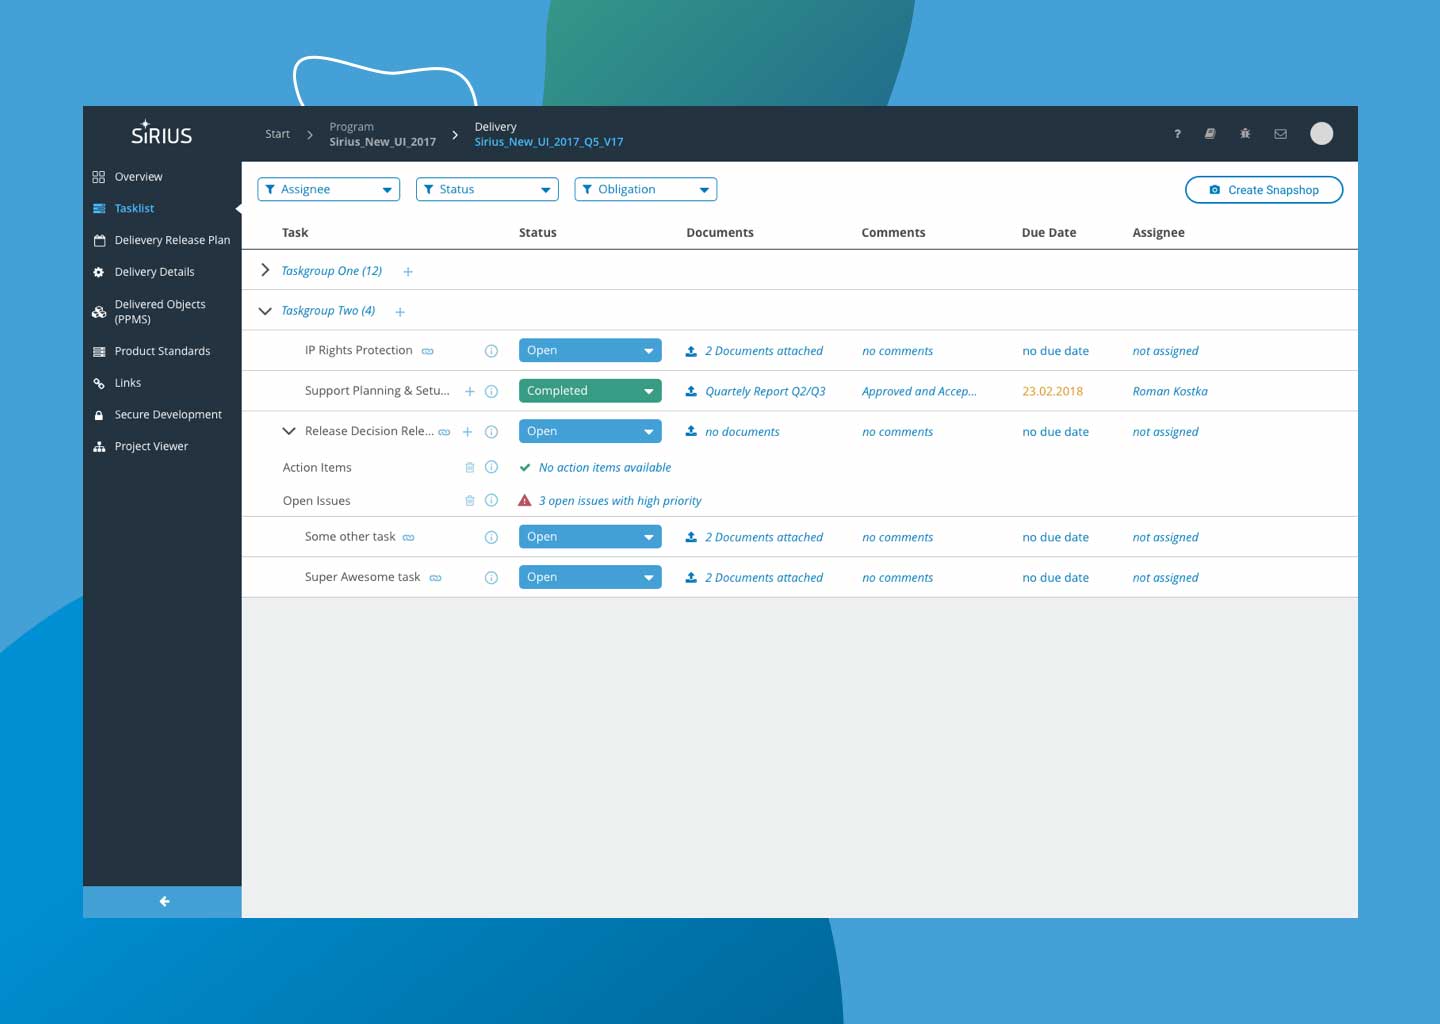 SiRIUS
Start
Program
Sirius_New_UI_2017
Delivery
Sirius_New_UI_2017_Q5_V17
?
Overview
Tasklist
Delievery Release Plan
Delivery Details
Delivered Objects
(PPMS)
Product Standards
Links
Secure Development
Project Viewer
Assignee
Status
Obligation
Create Snapshop
Task Status Documents Comments Due Date Assignee
Taskgroup One (12) +
Taskgroup Two (4) +
IP Rights Protection Open 2 Documents attached no comments no due date not assigned
Support Planning & Setu... + Completed Quartely Report Q2/Q3 Approved and Accep... 23.02.2018 Roman Kostka
Release Decision Rele... + Open no documents no comments no due date not assigned
Action Items No action items available
Open Issues 3 open issues with high priority
Some other task Open 2 Documents attached no comments no due date not assigned
Super Awesome task Open 2 Documents attached no comments no due date not assigned